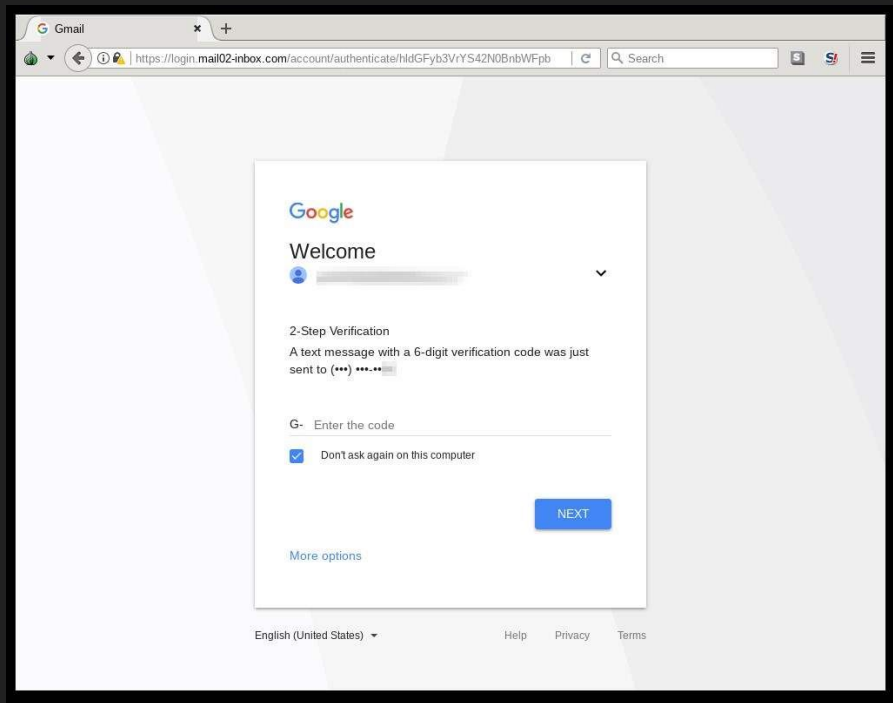 Gmail
https://login.mail02-inbox.com/account/authenticate/hldGFyb3VrYS42N0BnbWFpb
Search
Google
Welcome
2-Step Verification
A text message with a 6-digit verification code was just
sent to (•••) •••-••
G- Enter the code
Don't ask again on this computer
NEXT
More options
English (United States) Help Privacy Terms